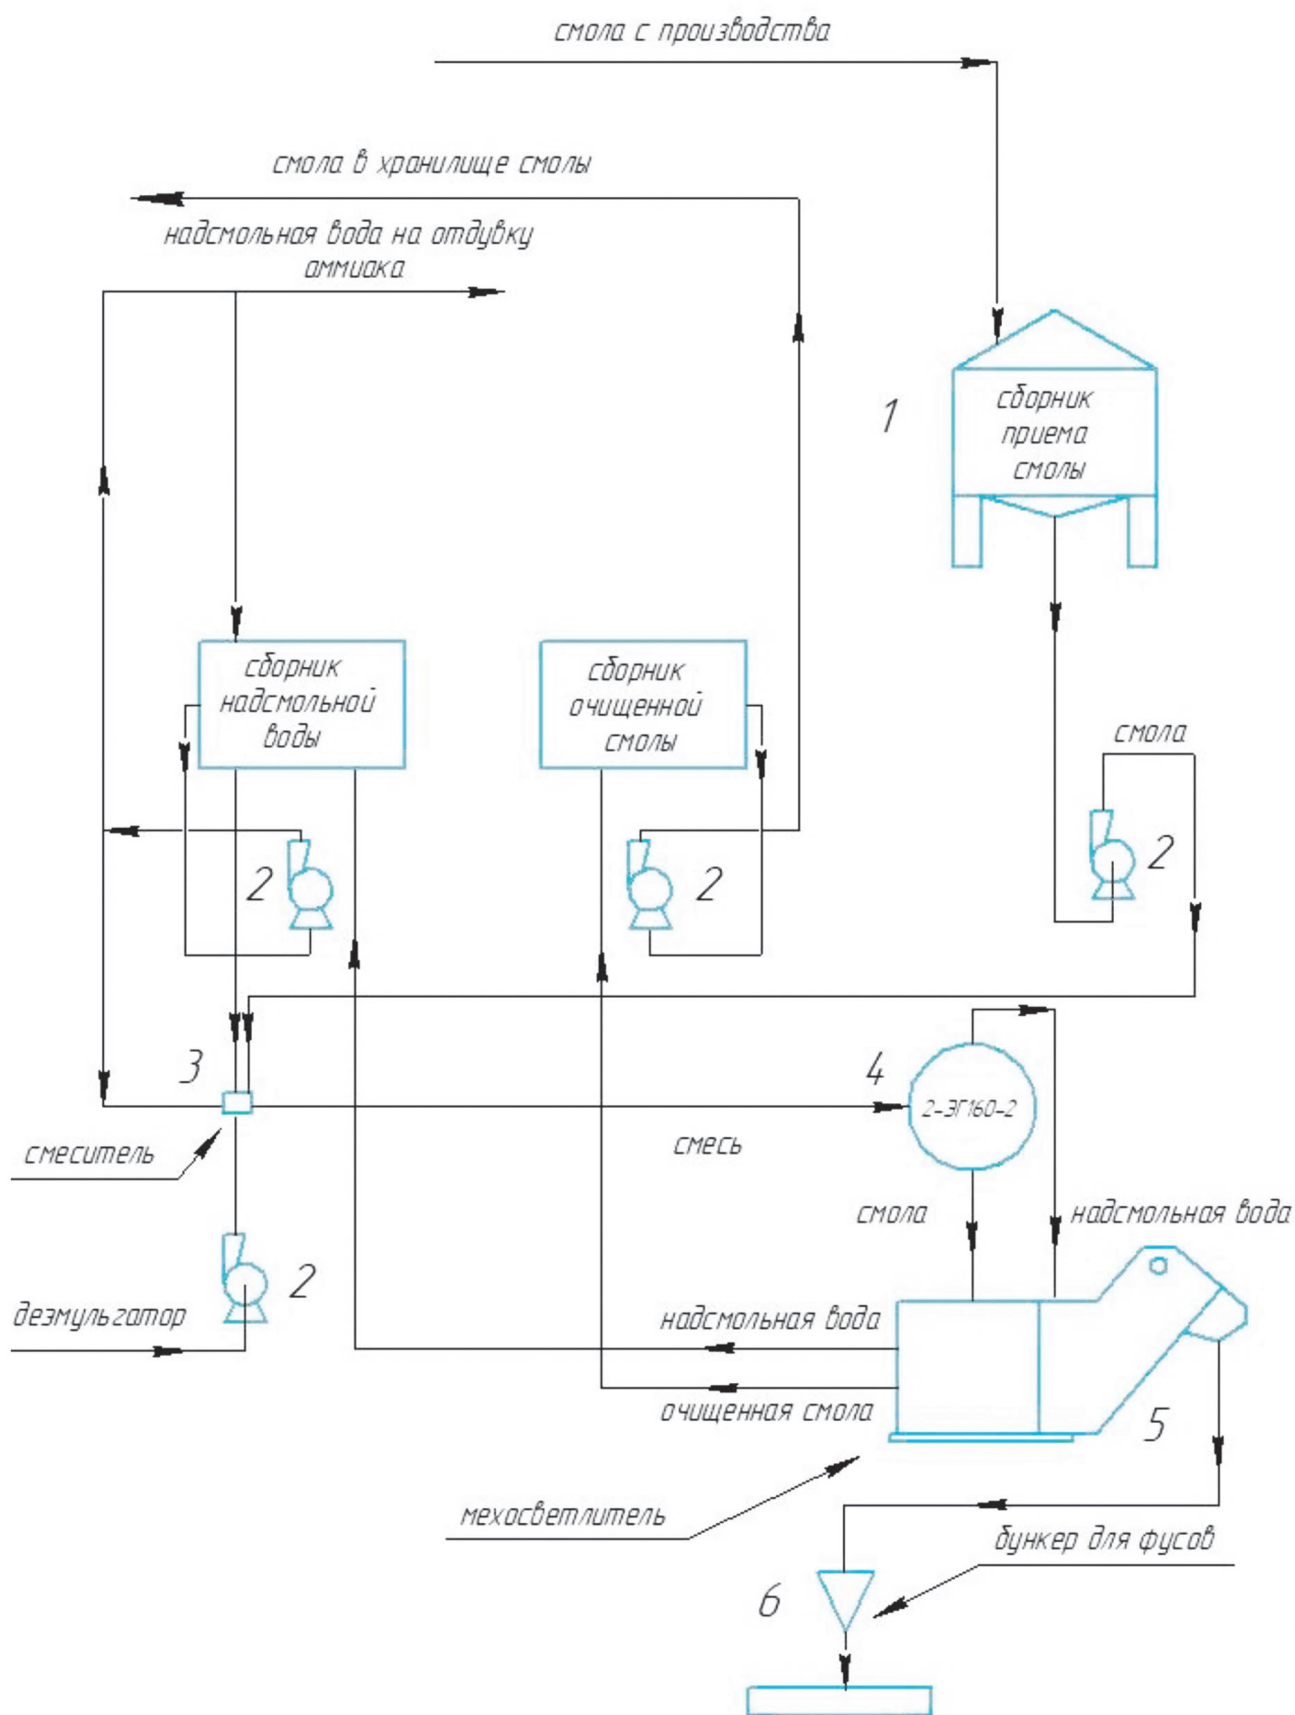 смола с производства
смола в хранилище смолы
надсмольная вода на отдувку
аммиака
1
сборник
приема
смолы
сборник
надсмольной
воды
сборник
очищенной
смолы
смола
2
2
2
3
4
2-ЭГ160-2
смеситель
смесь
смола
надсмольная вода
2
деэмульгатор
надсмольная вода
очищенная смола
5
мехосветлитель
бункер для фусов
6